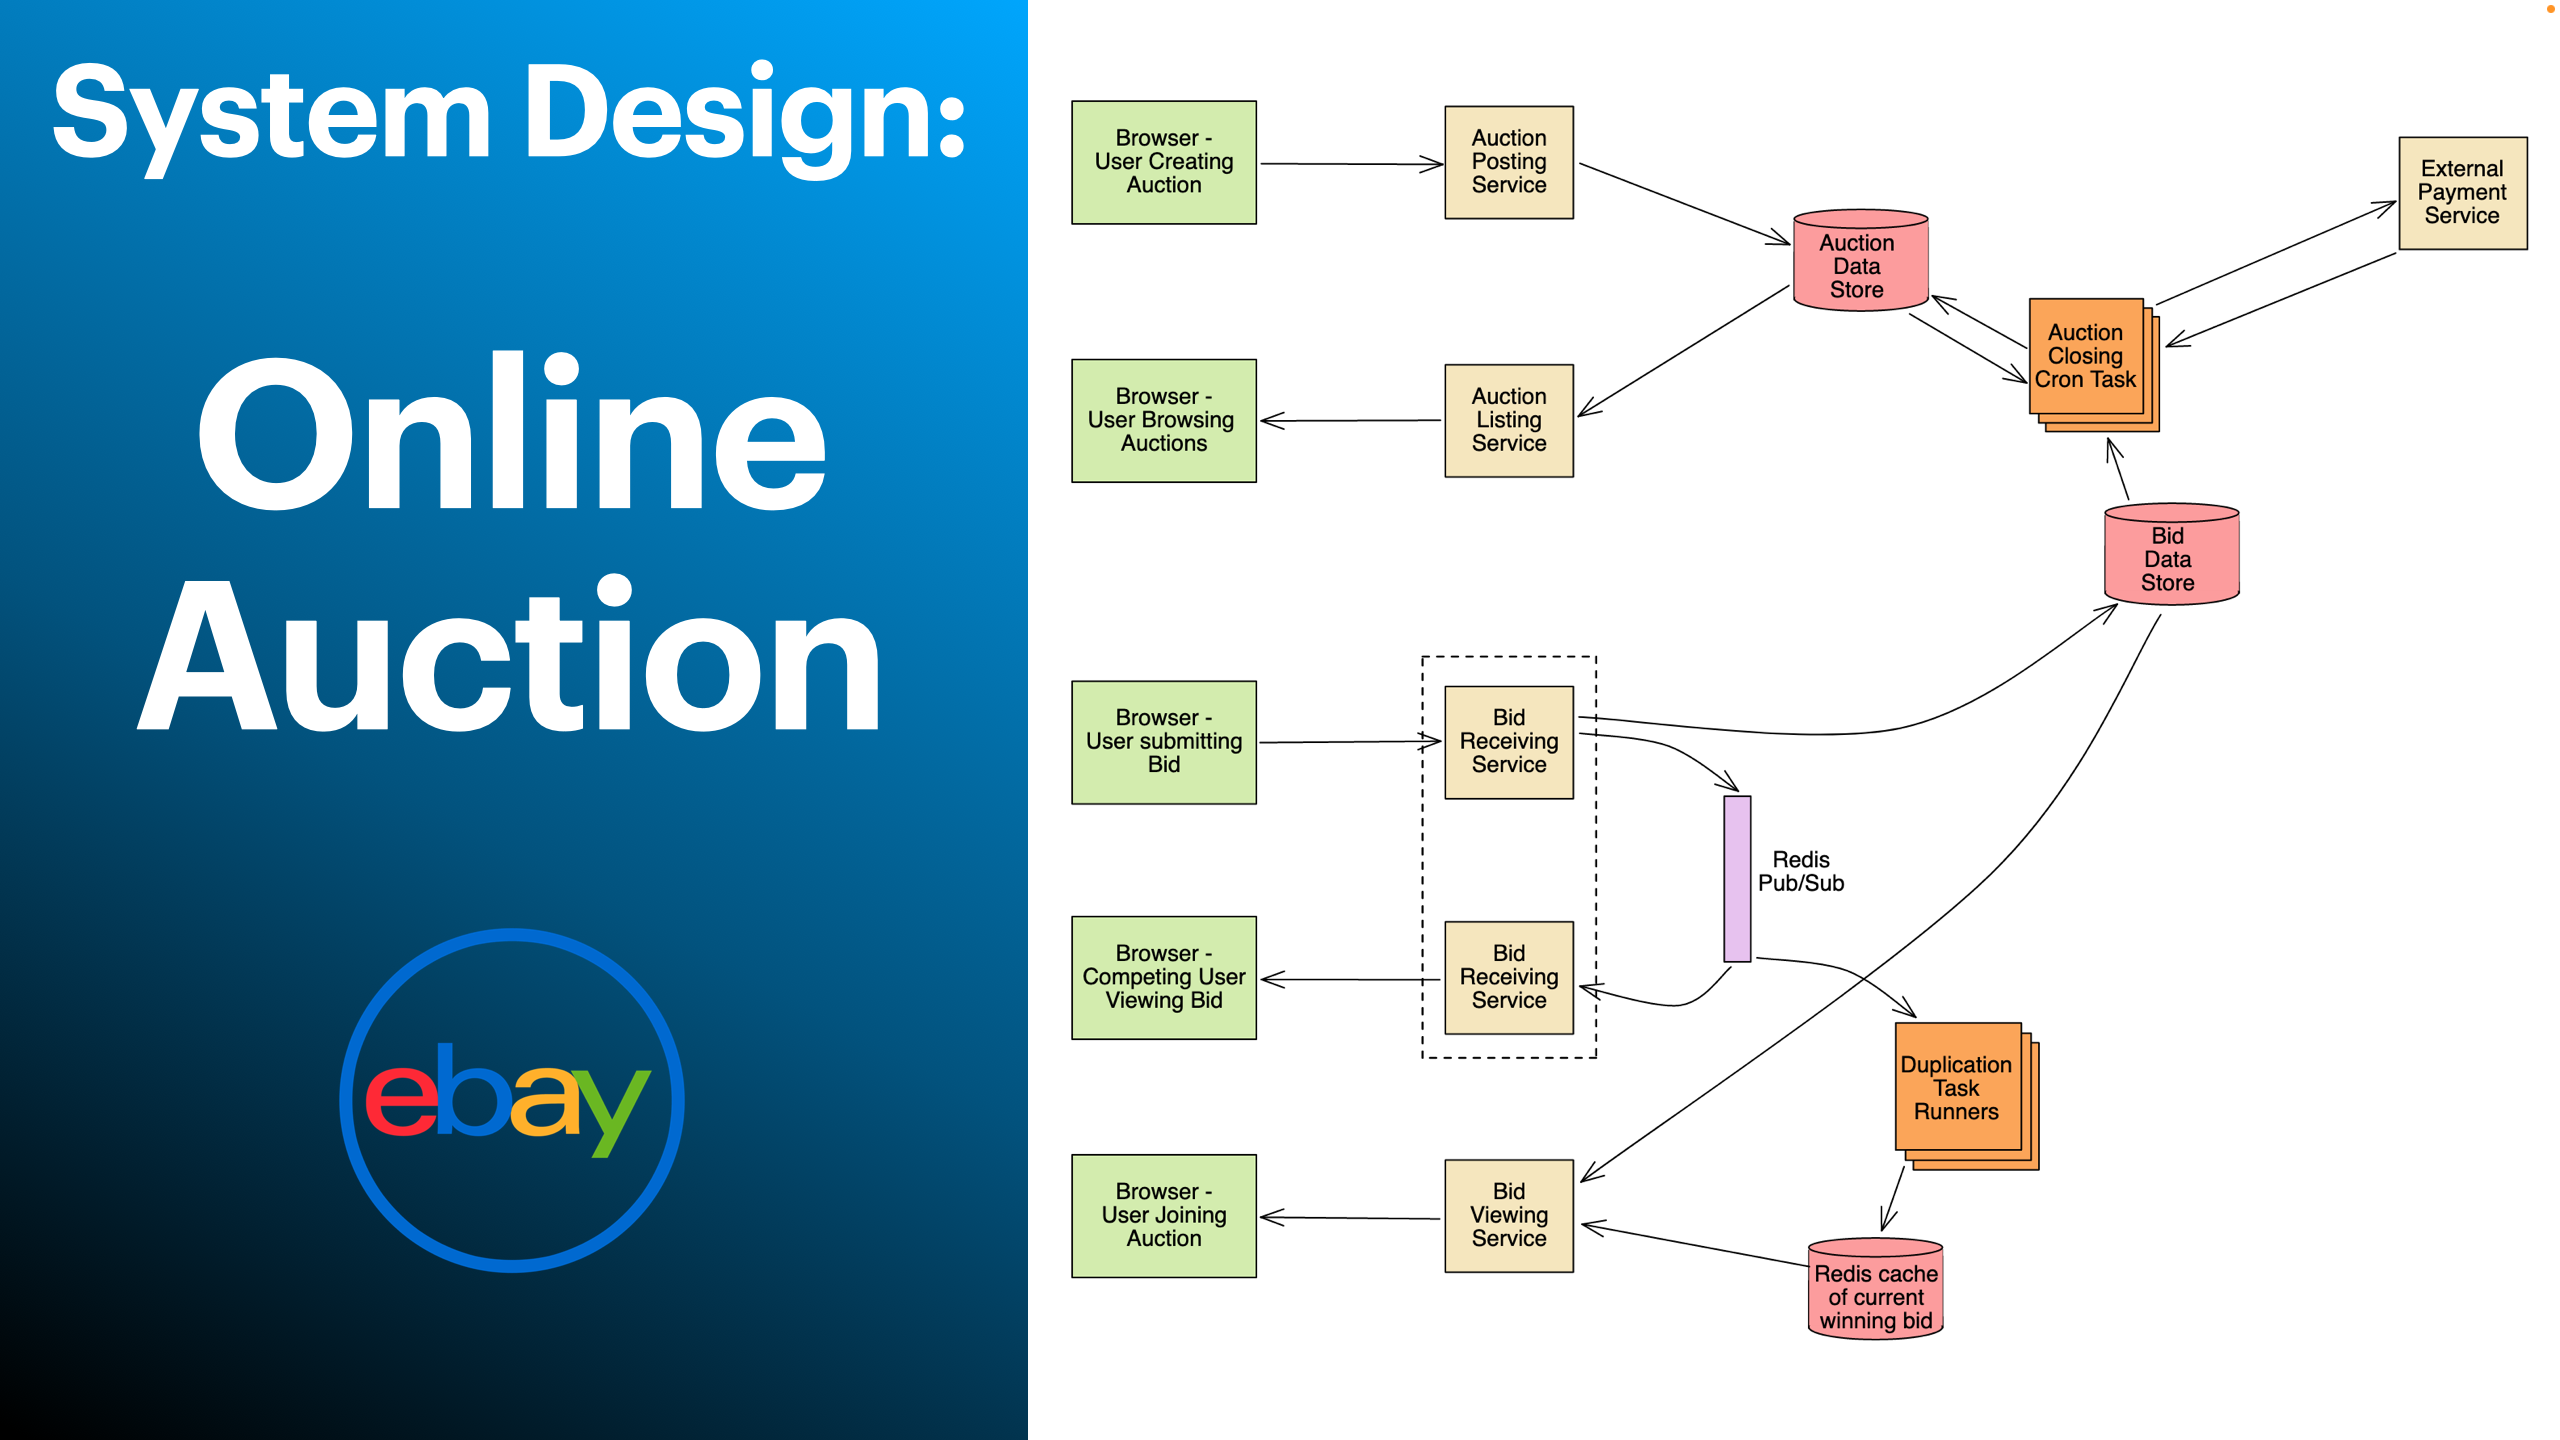 System Design:
Online
Auction
ebay
Browser -
User Creating
Auction
Auction
Posting
Service
External
Payment
Service
Auction
Data
Store
Auction
Closing
Cron Task
Browser -
User Browsing
Auctions
Auction
Listing
Service
Bid
Data
Store
Browser -
User submitting
Bid
Bid
Receiving
Service
Redis
Pub/Sub
Browser -
Competing User
Viewing Bid
Bid
Receiving
Service
Duplication
Task
Runners
Browser -
User Joining
Auction
Bid
Viewing
Service
Redis cache
of current
winning bid